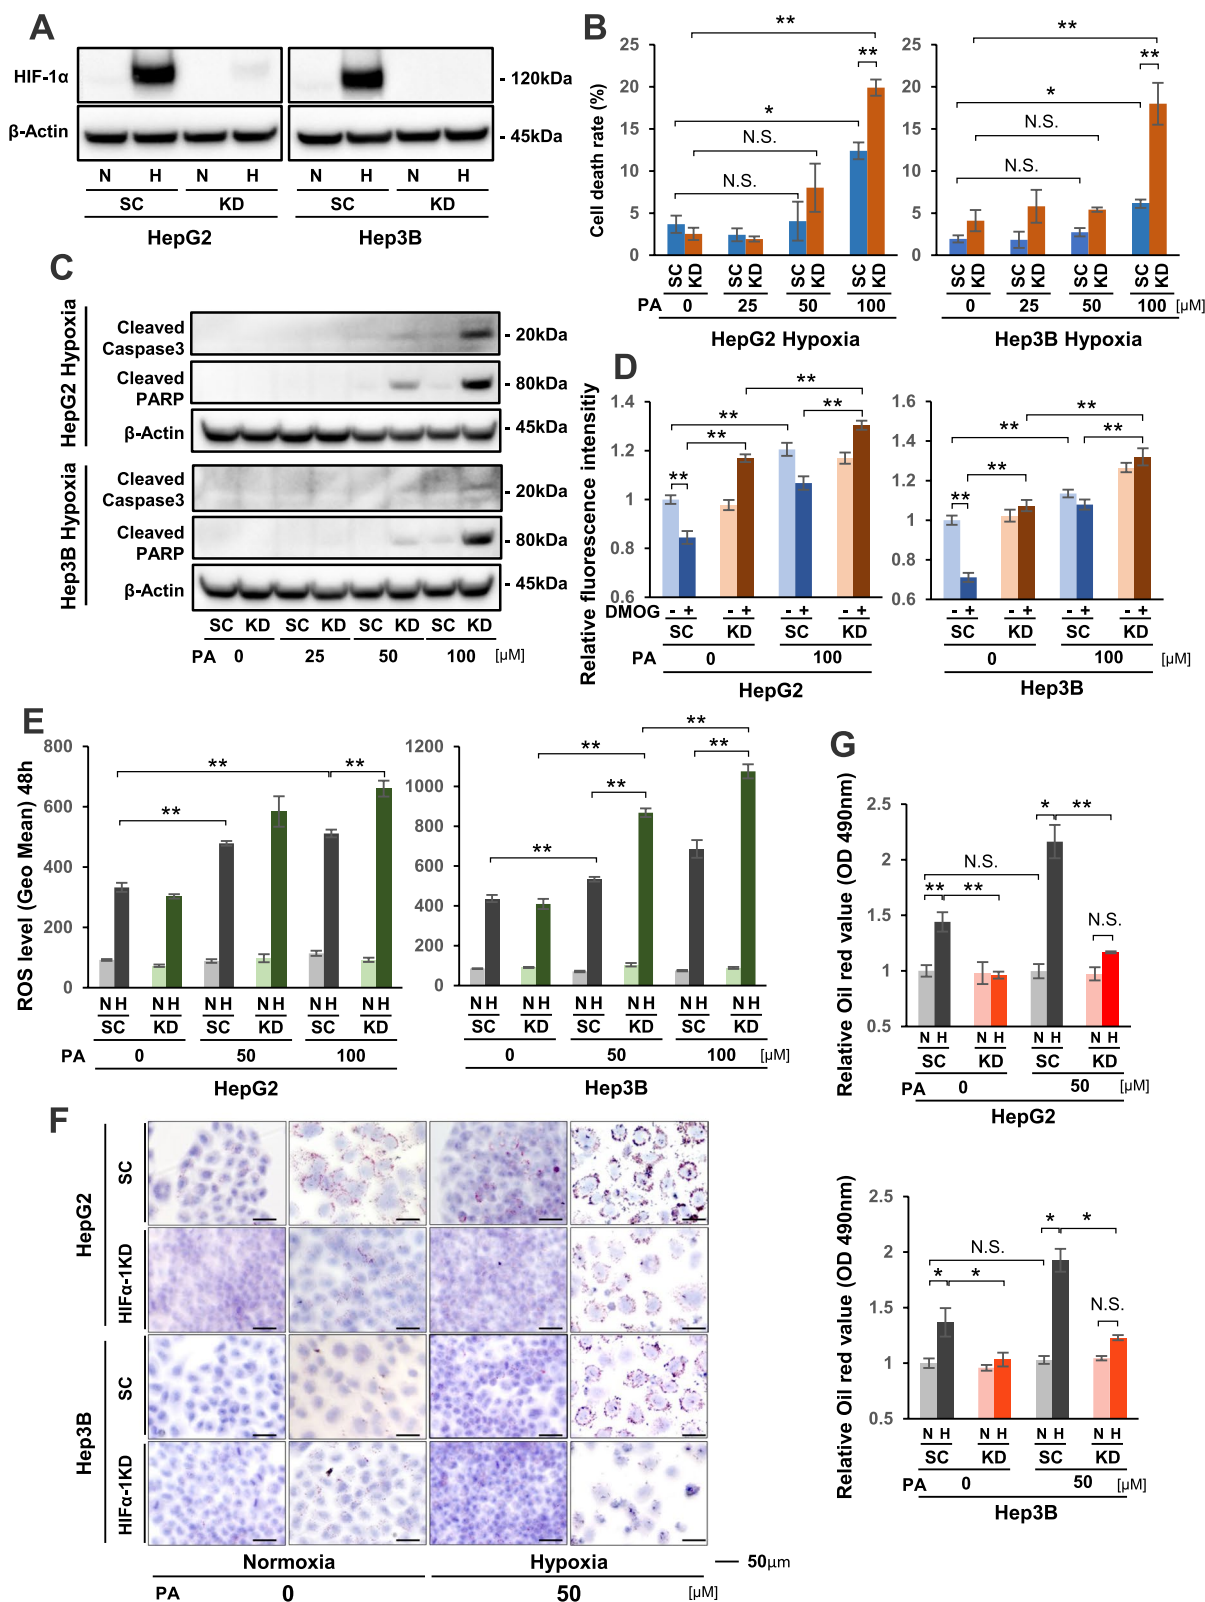 A
HIF-1α
- 120kDa
β-Actin
- 45kDa
N H N H N H N H
SC KD SC KD
HepG2 Hep3B
B
Cell death rate (%)
25
20
15
10
5
0
**
**
*
N.S.
N.S.
SC KD SC KD SC KD SC KD
PA 0 25 50 100
HepG2 Hypoxia
25
20
15
10
5
0
**
**
*
N.S.
N.S.
SC KD SC KD SC KD SC KD
0 25 50 100 [μM]
Hep3B Hypoxia
C
HepG2 Hypoxia
Cleaved
Caspase3
- 20kDa
Cleaved
PARP
- 80kDa
β-Actin
- 45kDa
Hep3B Hypoxia
Cleaved
Caspase3
- 20kDa
Cleaved
PARP
- 80kDa
β-Actin
- 45kDa
SC KD SC KD SC KD SC KD
PA 0 25 50 100 [μM]
D
Relative fluorescence intensitiy
1.4
1.2
1
0.8
0.6
**
**
**
**
**
DMOG - + - + - + - +
SC KD SC KD
PA 0 100
HepG2
1.6
1.4
1.2
1
0.8
0.6
**
**
**
**
**
- + - + - + - +
SC KD SC KD
0 100 [μM]
Hep3B
E
ROS level (Geo Mean) 48h
800
600
400
200
0
**
**
**
N H N H N H N H N H N H
SC KD SC KD SC KD
PA 0 50 100
HepG2
1200
1000
800
600
400
200
0
**
**
**
**
**
N H N H N H N H N H N H
SC KD SC KD SC KD
0 50 100 [μM]
Hep3B
F
HepG2
SC
HIFα-1KD
Hep3B
SC
HIFα-1KD
Normoxia Hypoxia
50μm
PA 0 50 [μM]
G
Relative Oil red value (OD 490nm)
2.5
2
1.5
1
0.5
* **
N.S.
** **
N.S.
N H N H N H N H
SC KD SC KD
PA 0 50 [μM]
HepG2
Relative Oil red value (OD 490nm)
2.5
2
1.5
1
0.5
* *
N.S.
* *
N.S.
N H N H N H N H
SC KD SC KD
PA 0 50 [μM]
Hep3B